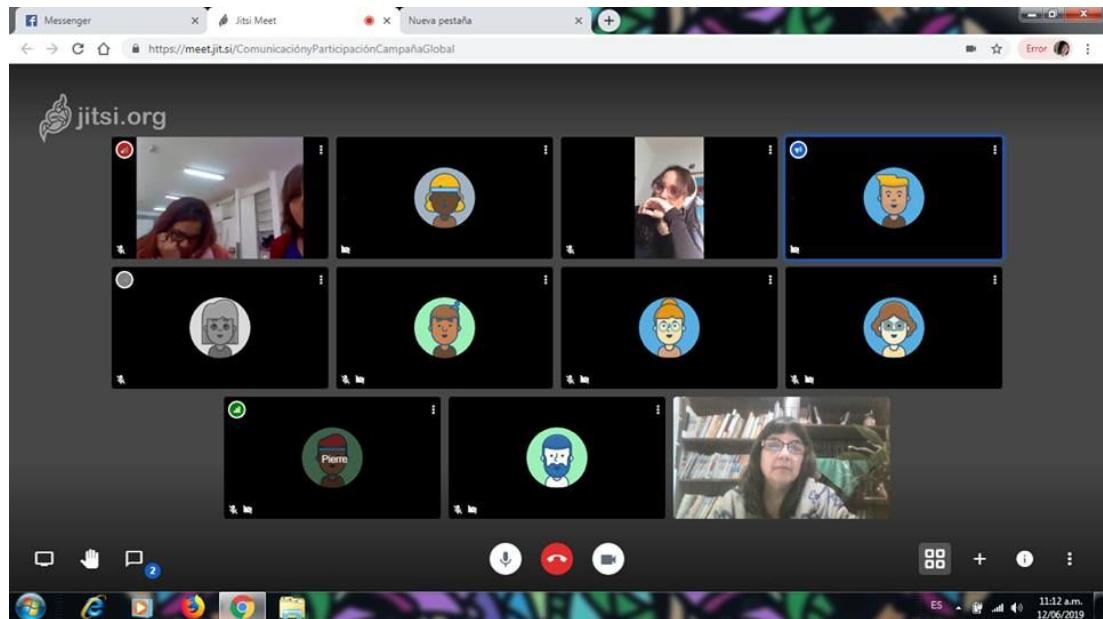 Messenger
Jitsi Meet
Nueva pestaña
https://meet.jit.si/ComunicaciónyParticipaciónCampañaGlobal
Error
jitsi.org
Pierre
2
ES
11:12 a.m.
12/06/2019